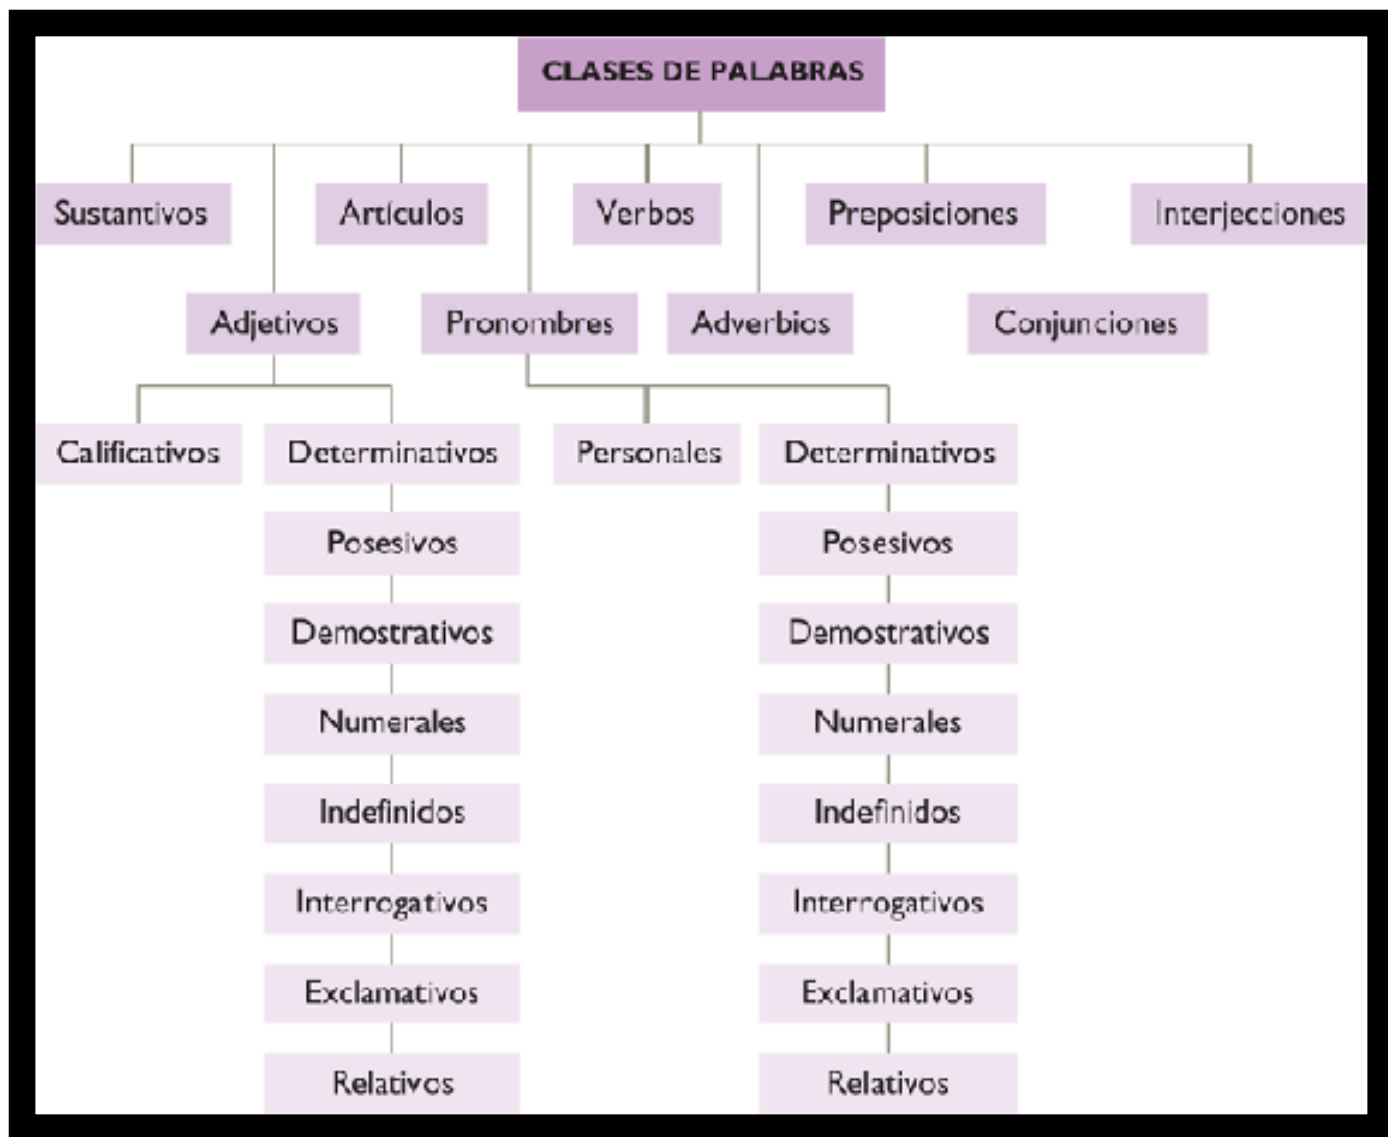 CLASES DE PALABRAS
Sustantivos Artículos Verbos Preposiciones Interjecciones
Adjetivos Pronombres Adverbios Conjunciones
Calificativos Determinativos Personales Determinativos
Posesivos Posesivos
Demostrativos Demostrativos
Numerales Numerales
Indefinidos Indefinidos
Interrogativos Interrogativos
Exclamativos Exclamativos
Relativos Relativos